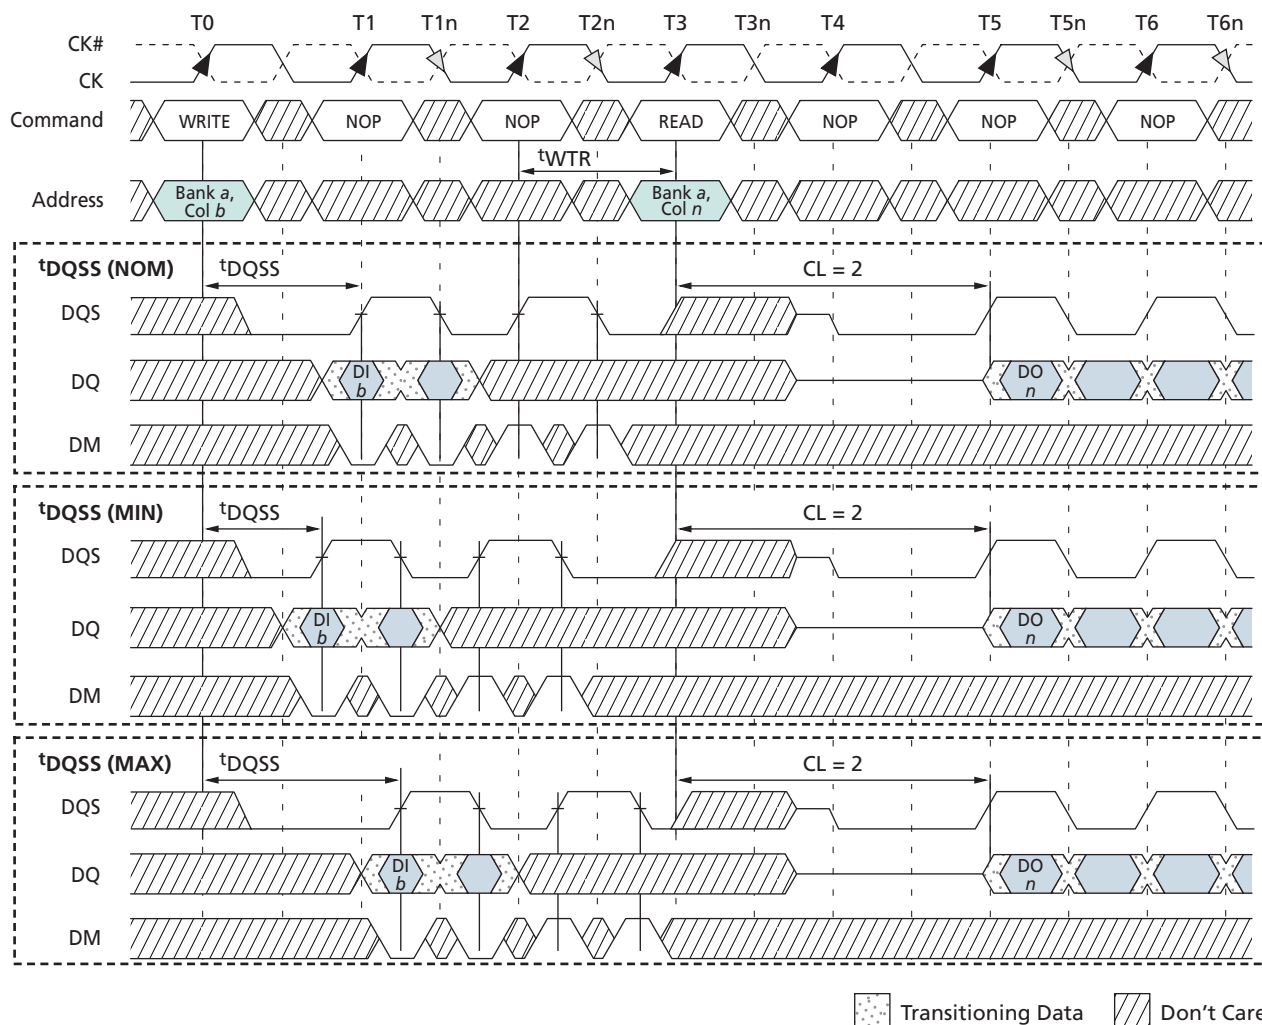 T0 T1 T1n T2 T2n T3 T3n T4 T5 T5n T6 T6n
CK#
CK
Command WRITE NOP NOP READ NOP NOP NOP
tWTR
Address Bank a, Col b Bank a, Col n
tDQSS (NOM) tDQSS CL = 2
DQS
DQ DI b DO n
DM
tDQSS (MIN) tDQSS CL = 2
DQS
DQ DI b DO n
DM
tDQSS (MAX) tDQSS CL = 2
DQS
DQ DI b DO n
DM
Transitioning Data Don't Care